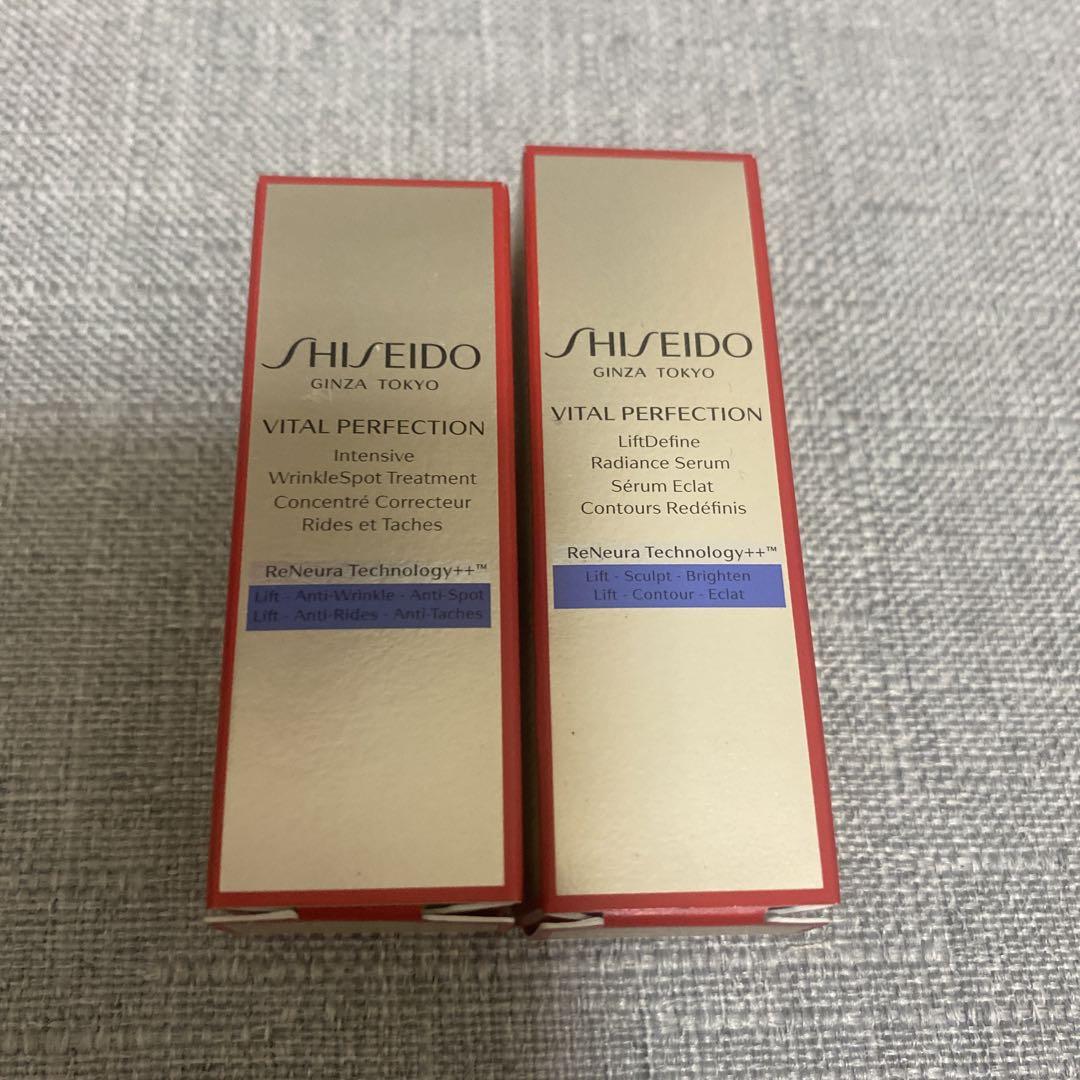 SHISEIDO
GINZA TOKYO
VITAL PERFECTION
Intensive
WrinkleSpot Treatment
Concentré Correcteur
Rides et Taches
ReNeura Technology++™
Lift - Anti-Wrinkle - Anti-Spot
Lift - Anti-Rides - Anti-Taches
SHISEIDO
GINZA TOKYO
VITAL PERFECTION
LiftDefine
Radiance Serum
Sérum Eclat
Contours Redéfinis
ReNeura Technology++™
Lift - Sculpt - Brighten
Lift - Contour - Eclat